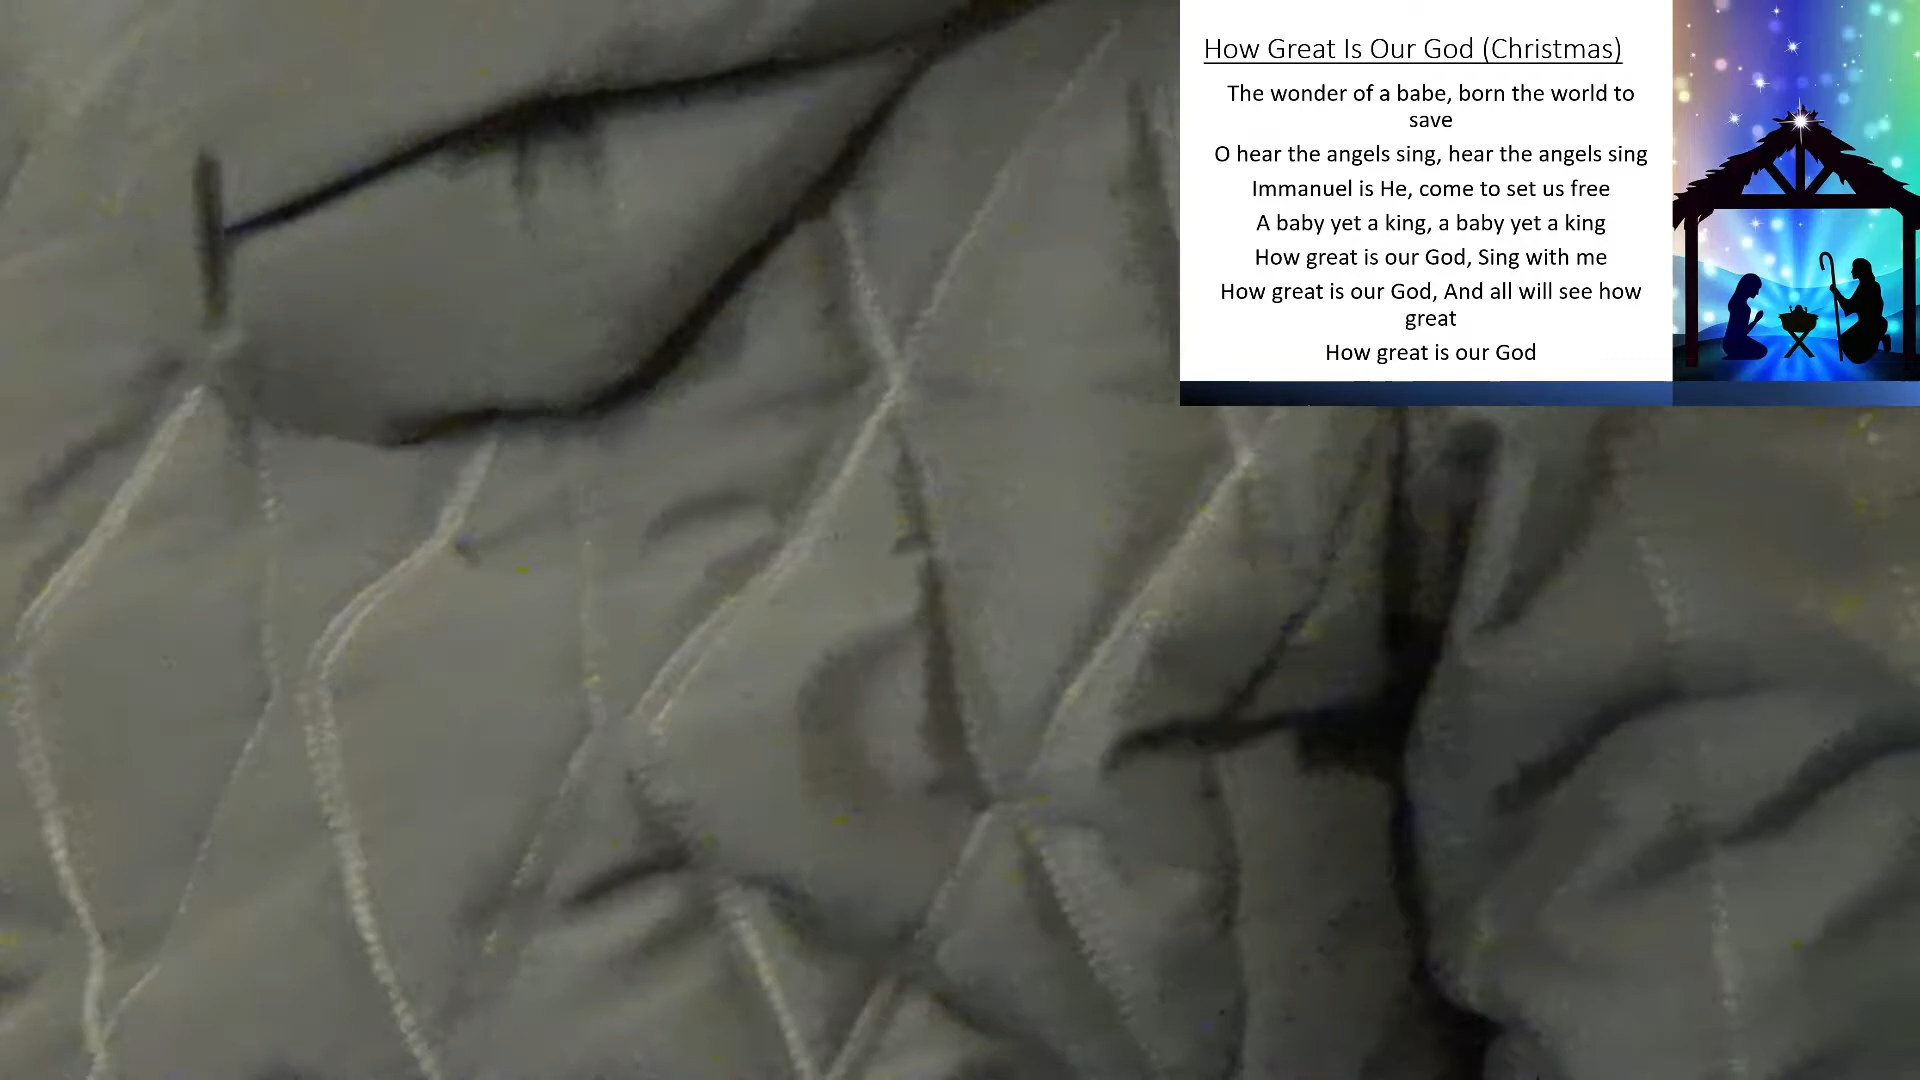 How Great Is Our God (Christmas)
The wonder of a babe, born the world to
save
O hear the angels sing, hear the angels sing
Immanuel is He, come to set us free
A baby yet a king, a baby yet a king
How great is our God, Sing with me
How great is our God, And all will see how
great
How great is our God